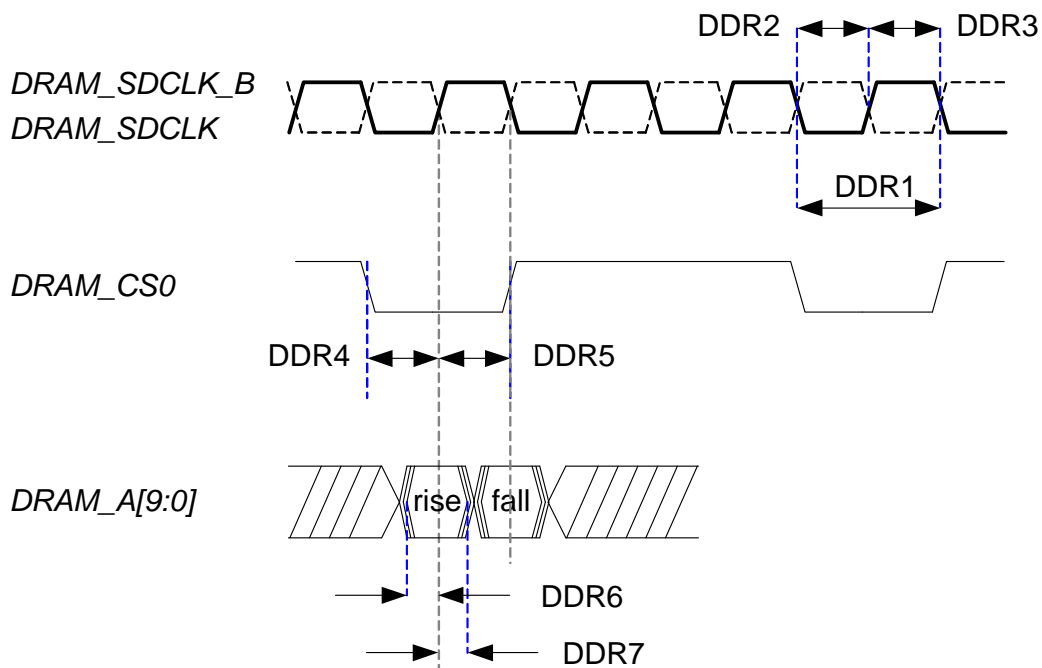 DDR2 DDR3
DRAM_SDCLK_B
DRAM_SDCLK
DDR1
DRAM_CS0
DDR4 DDR5
DRAM_A[9:0] rise fall
DDR6
DDR7